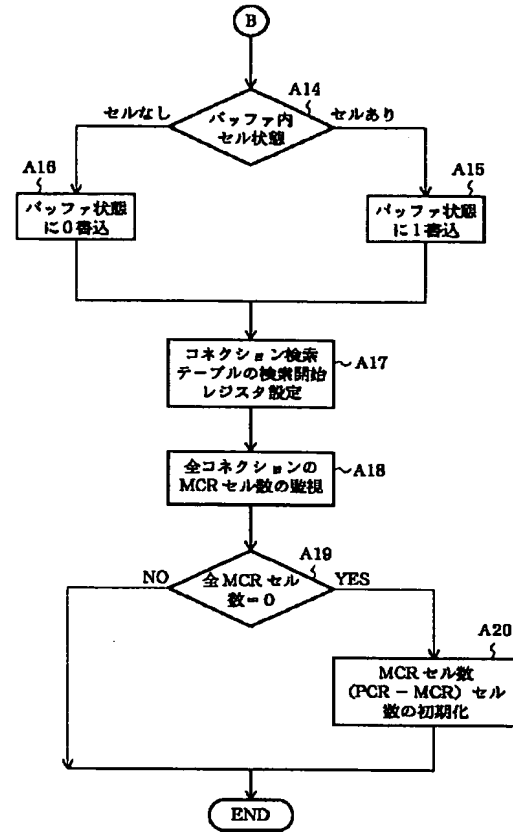 B
A14
セルなし
バッファ内
セル状態
セルあり
A16
バッファ状態
に0書込
A15
バッファ状態
に1書込
コネクション検索
テーブルの検索開始
レジスタ設定
A17
全コネクションの
MCRセル数の監視
A18
A19
NO
全MCRセル
数=0
YES
A20
MCRセル数
(PCR-MCR)セル
数の初期化
END